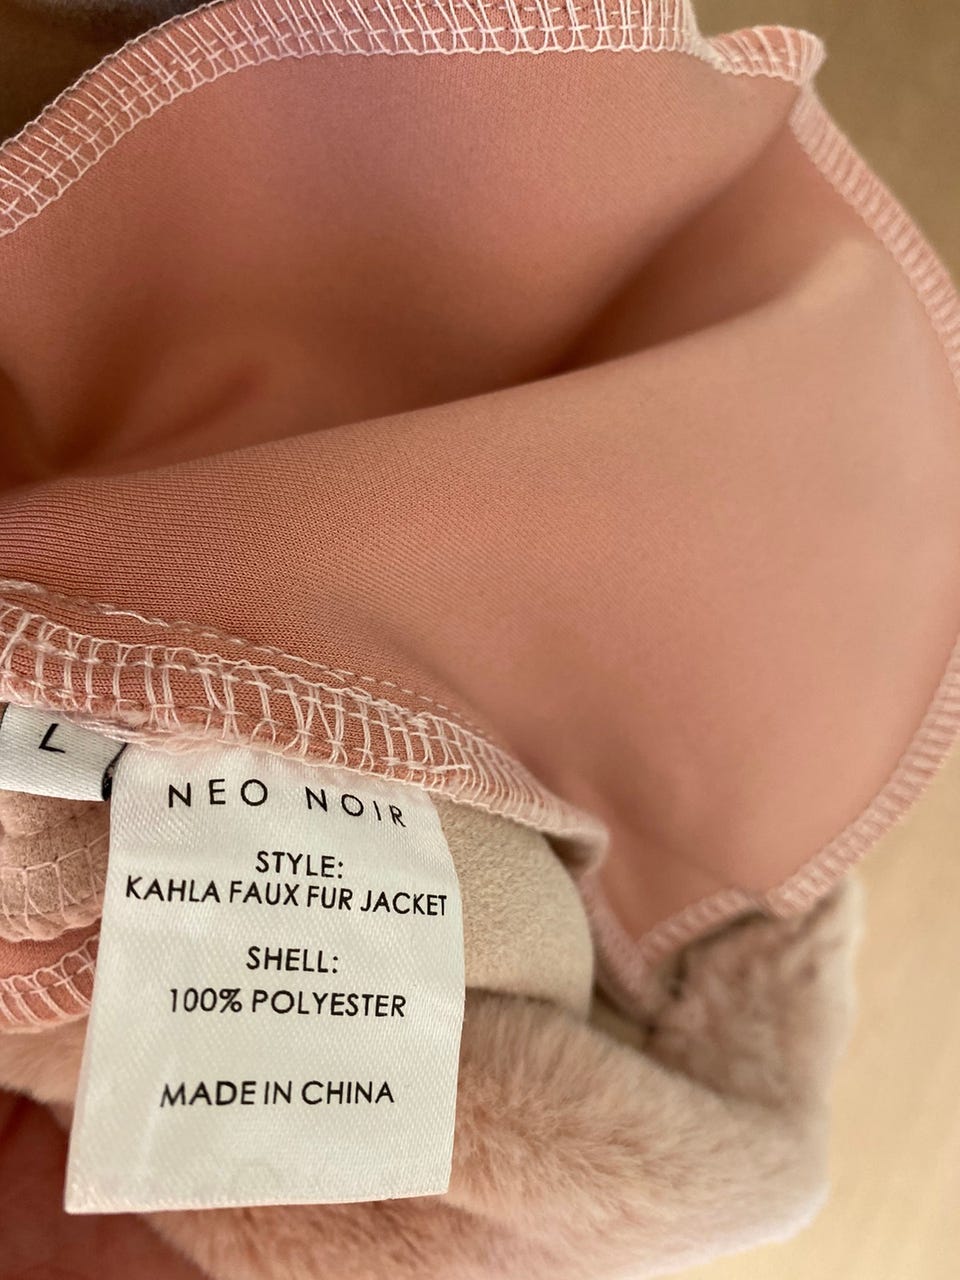 L
NEO NOIR
STYLE:
KAHLA FAUX FUR JACKET
SHELL:
100% POLYESTER
MADE IN CHINA